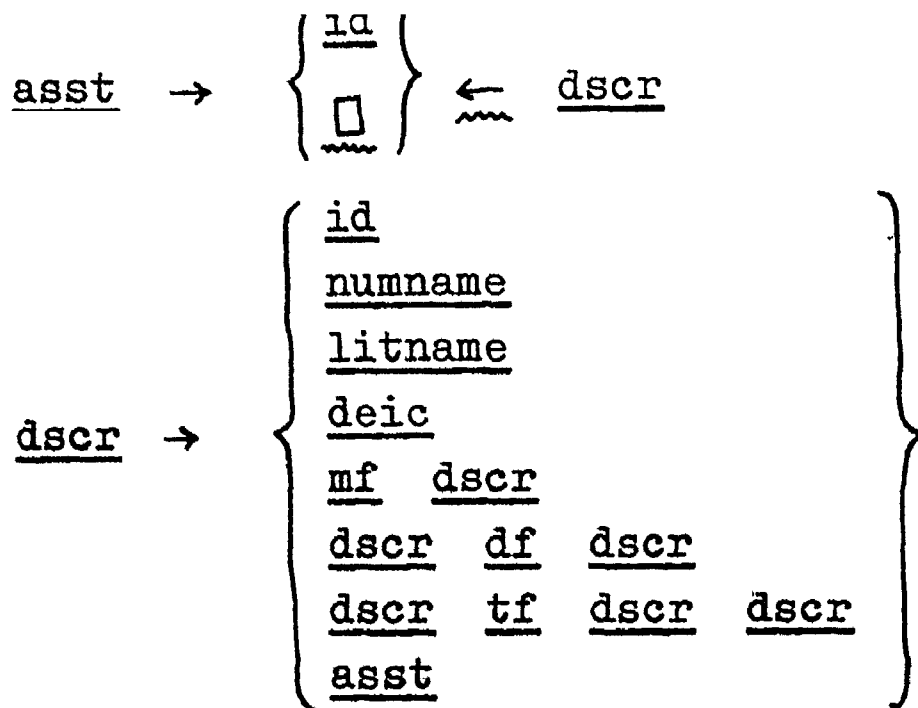 id
asst → { } ← dscr
□
id
numname
litname
deic
dscr → { }
mf dscr
dscr df dscr
dscr tf dscr dscr
asst